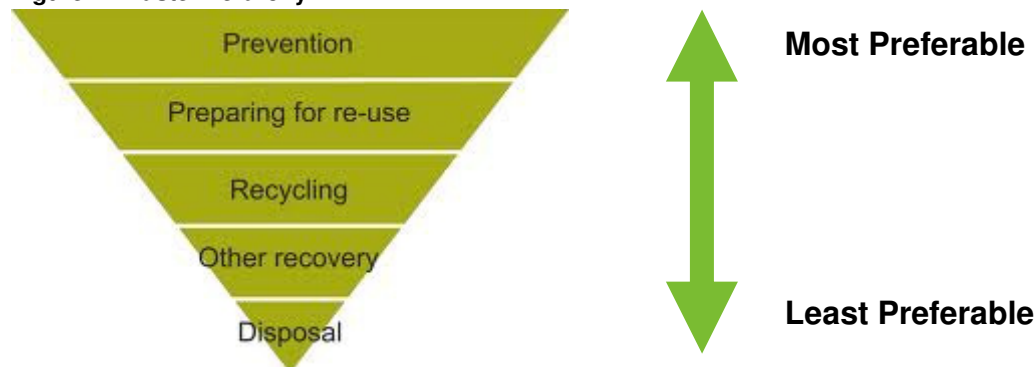 Prevention
Most Preferable
Preparing for re-use
Recycling
Other recovery
Least Preferable
Disposal